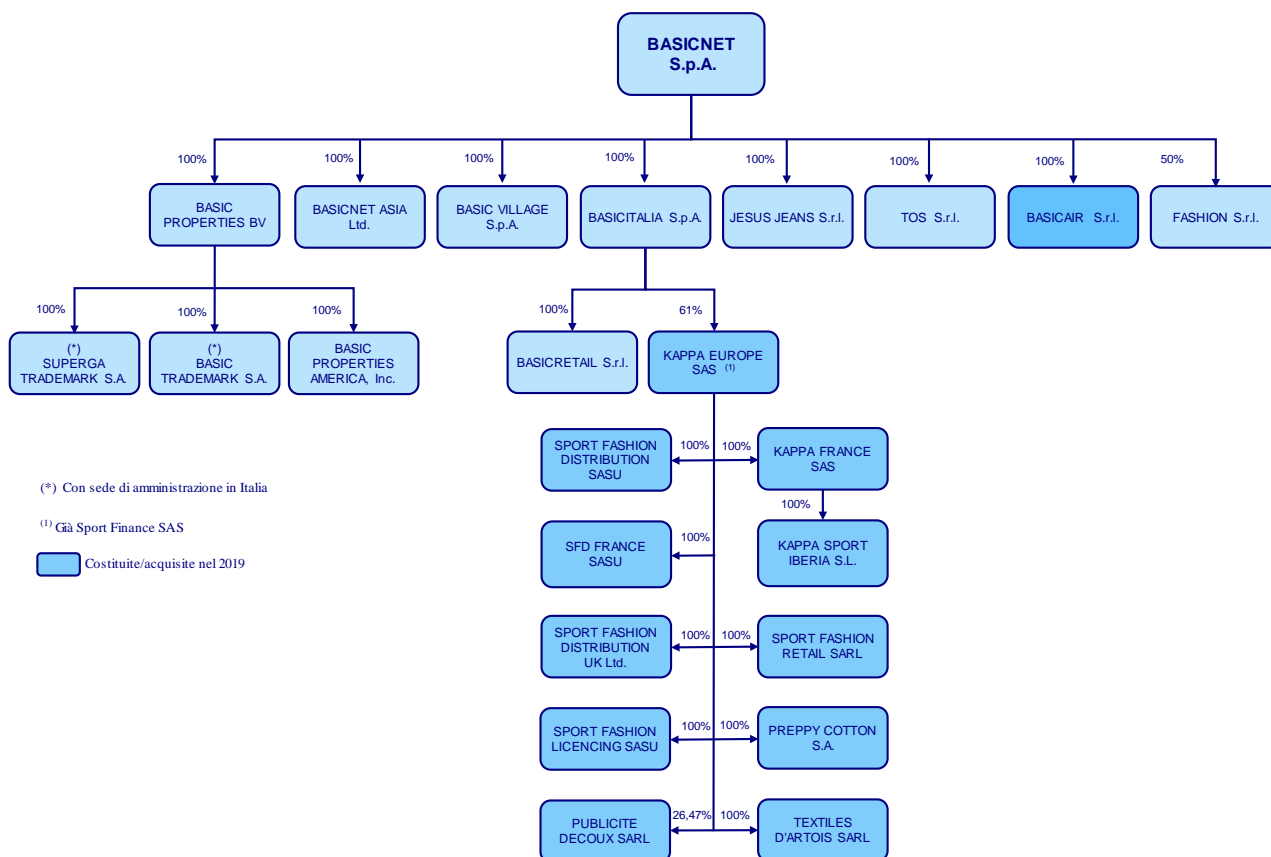 BASICNET
S.p.A.
100%
100%
100%
100%
100%
100%
100%
50%
BASIC
PROPERTIES BV
BASICNET ASIA
Ltd.
BASIC VILLAGE
S.p.A.
BASICITALIA S.p.A.
JESUS JEANS S.r.l.
TOS S.r.l.
BASICAIR S.r.l.
FASHION S.r.l.
100%
100%
100%
100%
61%
(*)
SUPERGA
TRADEMARK S.A.
(*)
BASIC
TRADEMARK S.A.
BASIC
PROPERTIES
AMERICA, Inc.
BASICRETAIL S.r.l.
KAPPA EUROPE
SAS (1)
SPORT FASHION
DISTRIBUTION
SASU
100%
100%
KAPPA FRANCE
SAS
(*) Con sede di amministrazione in Italia
100%
(1) Già Sport Finance SAS
SFD FRANCE
SASU
100%
KAPPA SPORT
IBERIA S.L.
Costituite/acquisite nel 2019
SPORT FASHION
DISTRIBUTION
UK Ltd.
100%
100%
SPORT FASHION
RETAIL SARL
SPORT FASHION
LICENCING SASU
100%
100%
PREPPY COTTON
S.A.
PUBLICITE
DECOUX SARL
26,47%
100%
TEXTILES
D'ARTOIS SARL